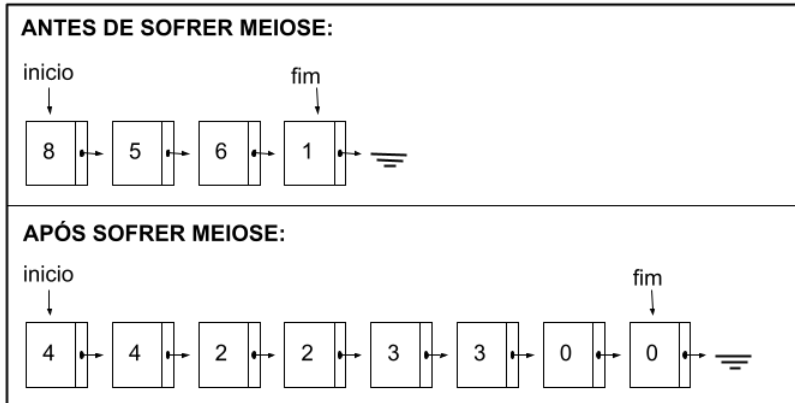 ANTES DE SOFRER MEIOSE:
inicio fim
8 5 6 1
APÓS SOFRER MEIOSE:
inicio fim
4 4 2 2 3 3 0 0